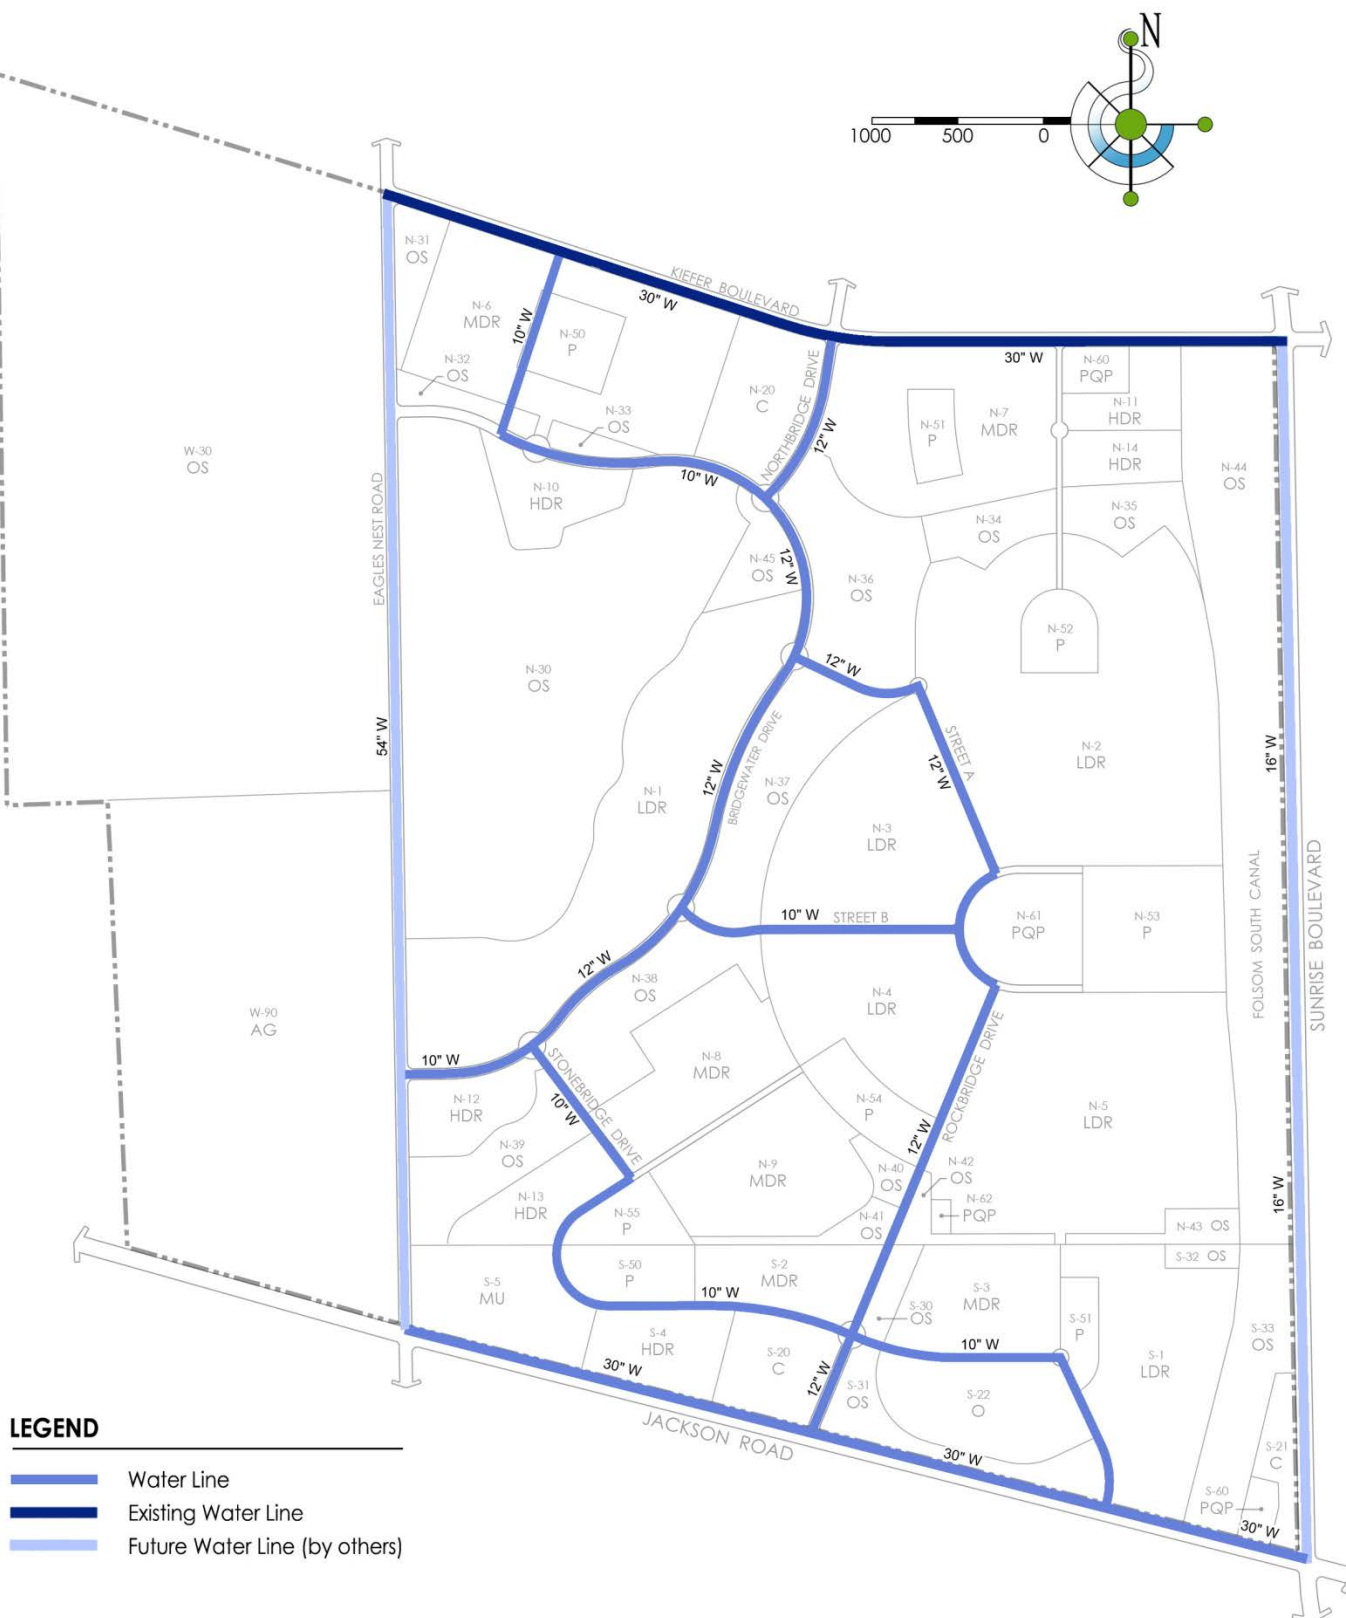 N
1000 500 0
N-31
OS
KIEFER BOULEVARD
30" W
N-6
MDR
10" W
N-50
P
N-32
OS
N-33
OS
N-20
C
NORTHBRIDGE DRIVE
12" W
30" W
N-60
PQP
N-11
HDR
N-7
MDR
N-51
P
N-14
HDR
N-44
OS
W-30
OS
10" W
N-10
HDR
N-35
OS
N-34
OS
EAGLES NEST ROAD
N-45
OS
12" W
N-36
OS
N-52
P
N-30
OS
12" W
54" W
STREET A
12" W
N-2
LDR
16" W
BRIDGEWATER DRIVE
12" W
N-37
OS
N-1
LDR
N-3
LDR
10" W
STREET B
N-61
PQP
N-53
P
FOLSOM SOUTH CANAL
SUNRISE BOULEVARD
12" W
N-38
OS
N-4
LDR
W-90
AG
10" W
STONEBRIDGE DRIVE
10" W
N-8
MDR
ROCKBRIDGE DRIVE
12" W
N-12
HDR
N-54
P
N-5
LDR
N-39
OS
N-9
MDR
N-40
OS
N-42
OS
N-13
HDR
N-55
P
N-41
OS
N-62
PQP
16" W
N-43 OS
S-32 OS
S-5
MU
S-50
P
S-2
MDR
10" W
S-3
MDR
S-30
OS
S-51
P
S-33
OS
S-4
HDR
S-20
C
10" W
S-1
LDR
30" W
12" W
S-31
OS
S-22
O
JACKSON ROAD
30" W
S-21
C
S-60
PQP
30" W
LEGEND
Water Line
Existing Water Line
Future Water Line (by others)